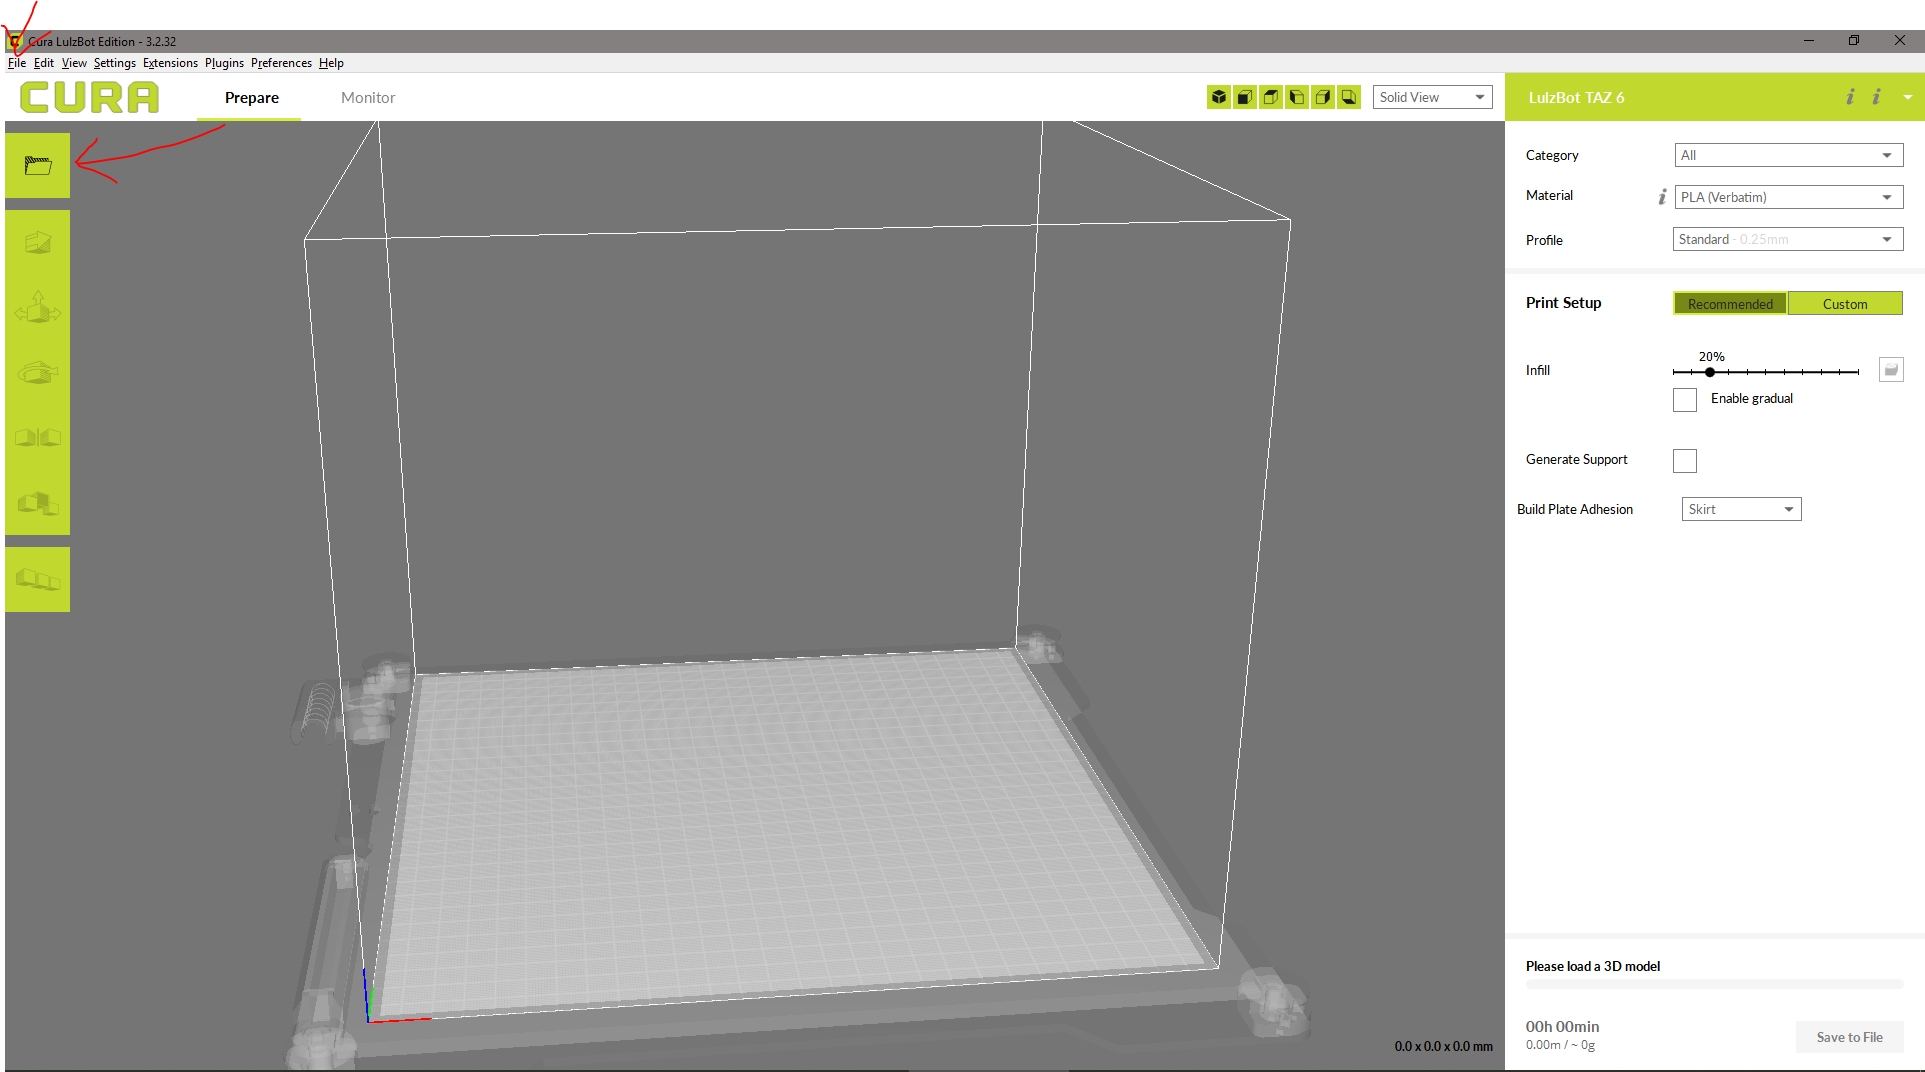 Cura LulzBot Edition - 3.2.32
File Edit View Settings Extensions Plugins Preferences Help
CURA Prepare Monitor Solid View LulzBot TAZ 6 i i
Category All
Material i PLA (Verbatim)
Profile Standard - 0.25mm
Print Setup Recommended Custom
20%
Infill
Enable gradual
Generate Support
Build Plate Adhesion Skirt
Please load a 3D model
00h 00min
0.00m / ~ 0g
Save to File
0.0 x 0.0 x 0.0 mm